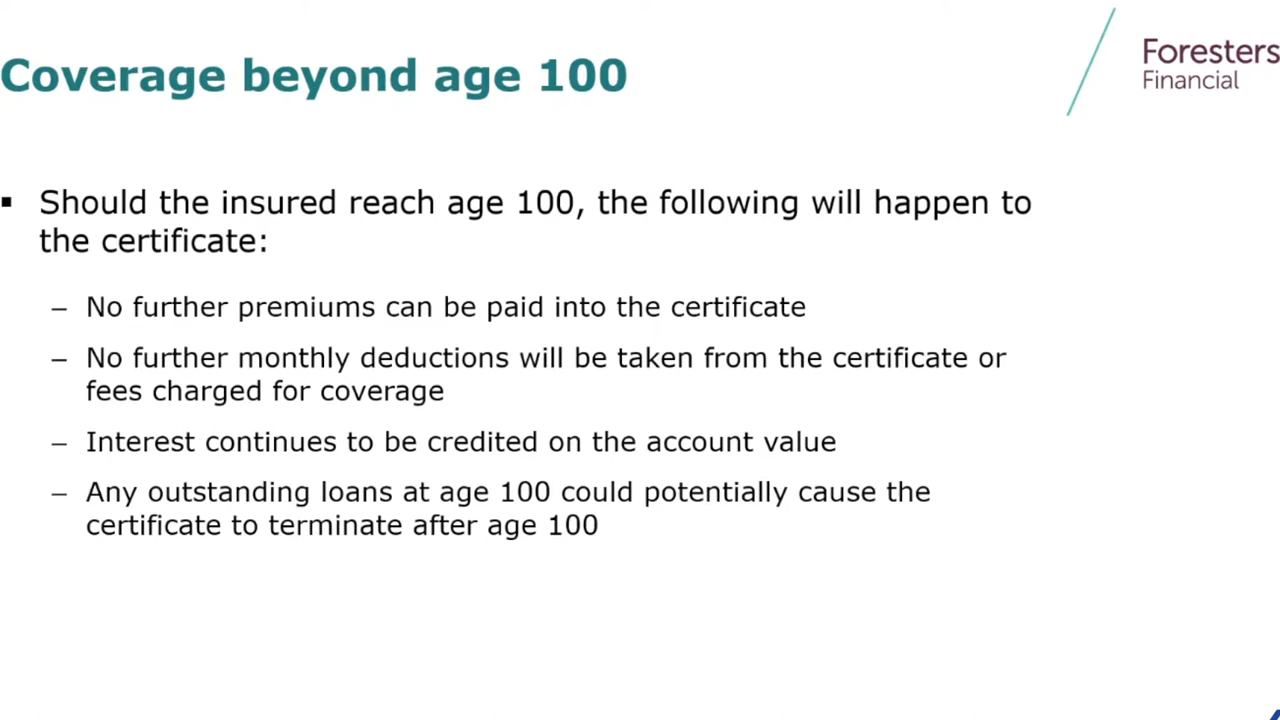 Coverage beyond age 100
Foresters
Financial
▪ Should the insured reach age 100, the following will happen to
the certificate:
– No further premiums can be paid into the certificate
– No further monthly deductions will be taken from the certificate or
fees charged for coverage
– Interest continues to be credited on the account value
– Any outstanding loans at age 100 could potentially cause the
certificate to terminate after age 100